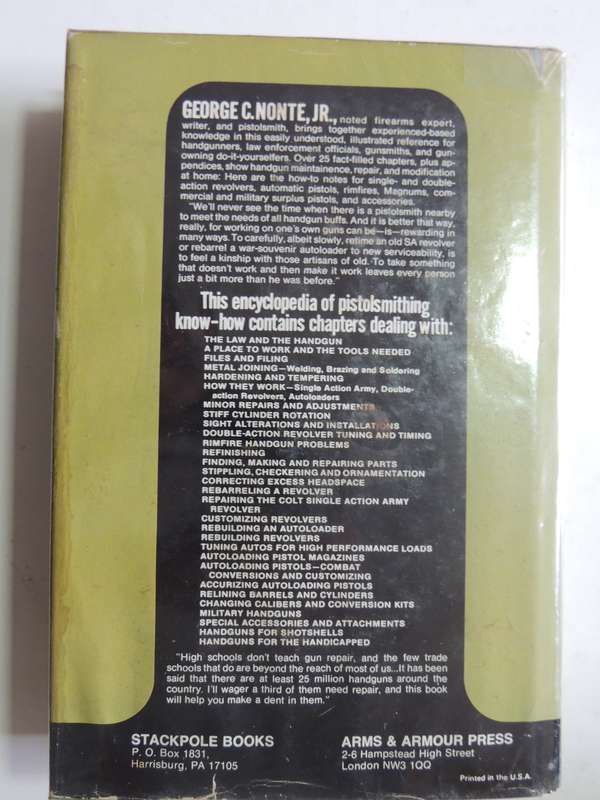 GEORGE C. NONTE, JR., noted firearms expert,
writer, and pistolsmith, brings together experienced-based
knowledge in this easily understood, illustrated reference for
handgunners, law enforcement officials, gunsmiths, and gun-
owning do-it-yourselfers. Over 25 fact-filled chapters, plus ap-
pendices, show handgun maintainence, repair, and modification
at home: Here are the how-to notes for single- and double-
action revolvers, automatic pistols, rimfires, Magnums, com-
mercial and military surplus pistols, and accessories.
"We'll never see the time when there is a pistolsmith nearby
to meet the needs of all handgun buffs. And it is better that way,
really, for working on one's own guns can be—is—rewarding in
many ways. To carefully, albeit slowly, retime an old SA revolver
or rebarrel a war-souvenir autoloader to new serviceability, is
to feel a kinship with those artisans of old. To take something
that doesn't work and then make it work leaves every person
just a bit more than he was before."
This encyclopedia of pistolsmithing
know-how contains chapters dealing with:
THE LAW AND THE HANDGUN
A PLACE TO WORK AND THE TOOLS NEEDED
FILES AND FILING
METAL JOINING—Welding, Brazing and Soldering
HARDENING AND TEMPERING
HOW THEY WORK—Single Action Army, Double-
action Revolvers, Autoloaders
MINOR REPAIRS AND ADJUSTMENTS
STIFF CYLINDER ROTATION
SIGHT ALTERATIONS AND INSTALLATIONS
DOUBLE-ACTION REVOLVER TUNING AND TIMING
RIMFIRE HANDGUN PROBLEMS
REFINISHING
FINDING, MAKING AND REPAIRING PARTS
STIPPLING, CHECKERING AND ORNAMENTATION
CORRECTING EXCESS HEADSPACE
REBARRELING A REVOLVER
REPAIRING THE COLT SINGLE ACTION ARMY
REVOLVER
CUSTOMIZING REVOLVERS
REBUILDING AN AUTOLOADER
REBUILDING REVOLVERS
TUNING AUTOS FOR HIGH PERFORMANCE LOADS
AUTOLOADING PISTOL MAGAZINES
AUTOLOADING PISTOLS—COMBAT
CONVERSIONS AND CUSTOMIZING
ACCURIZING AUTOLOADING PISTOLS
RELINING BARRELS AND CYLINDERS
CHANGING CALIBERS AND CONVERSION KITS
MILITARY HANDGUNS
SPECIAL ACCESSORIES AND ATTACHMENTS
HANDGUNS FOR SHOTSHELLS
HANDGUNS FOR THE HANDICAPPED
"High schools don't teach gun repair, and the few trade
schools that do are beyond the reach of most of us...It has been
said that there are at least 25 million handguns around the
country. I'll wager a third of them need repair, and this book
will help you make a dent in them."
STACKPOLE BOOKS
P. O. Box 1831,
Harrisburg, PA 17105
ARMS & ARMOUR PRESS
2-6 Hampstead High Street
London NW3 1QQ
Printed in the U.S.A.